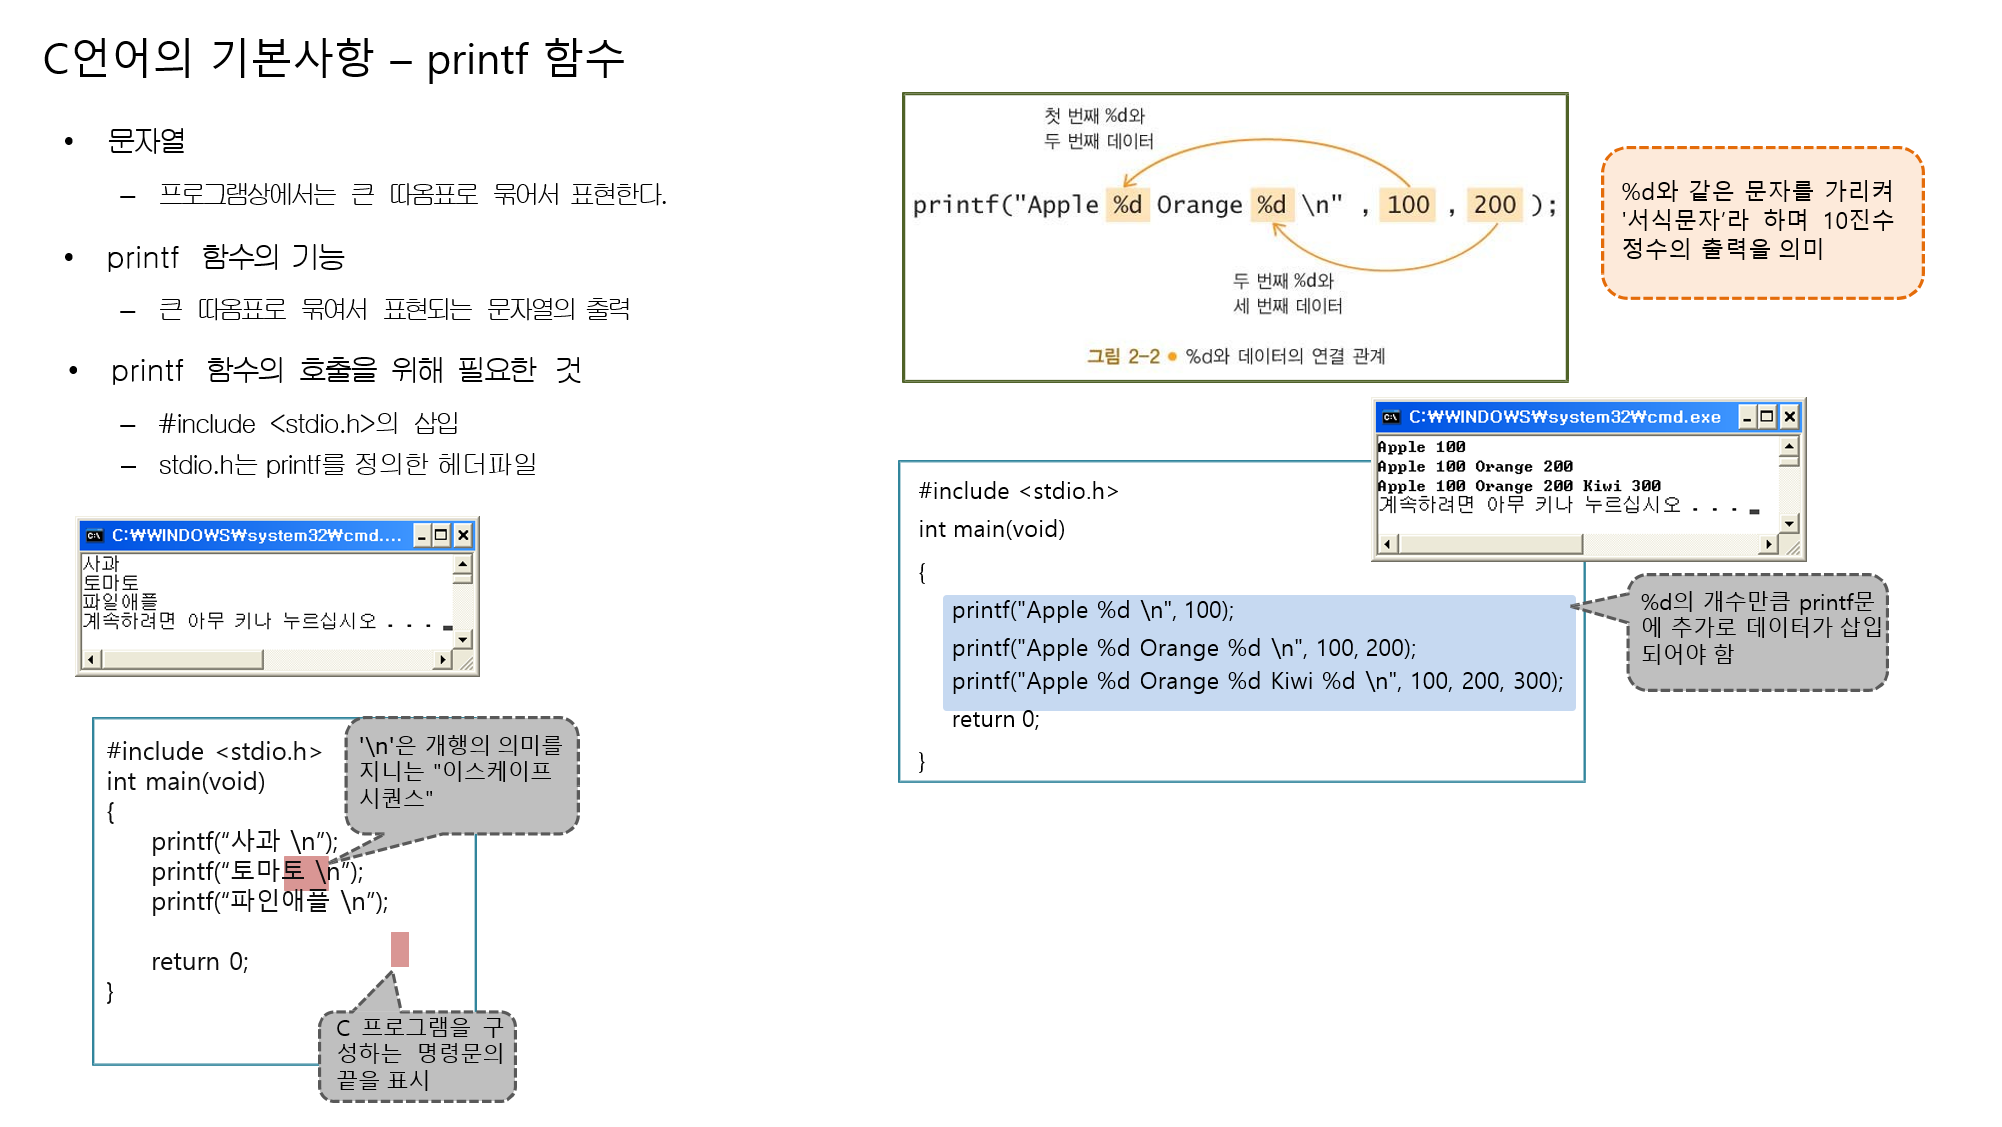 C언어의 기본사항 – printf 함수
• 문자열
– 프로그램상에서는 큰 따옴표로 묶어서 표현한다.
• printf 함수의 기능
– 큰 따옴표로 묶여서 표현되는 문자열의 출력
• printf 함수의 호출을 위해 필요한 것
– #include <stdio.h>의 삽입
– stdio.h는 printf를 정의한 헤더파일
C:₩WINDOWS₩system32₩cmd....
사과
토마토
파일애플
계속하려면 아무 키나 누르십시오 . . . _
#include <stdio.h>
int main(void)
{
printf(“사과 \n”);
printf(“토마토 \n”);
printf(“파인애플 \n”);
return 0;
}
'\n'은 개행의 의미를
지니는 "이스케이프
시퀀스"
C 프로그램을 구
성하는 명령문의
끝을 표시
첫 번째 %d와
두 번째 데이터
printf("Apple %d Orange %d \n" , 100 , 200 );
두 번째 %d와
세 번째 데이터
그림 2-2 ● %d와 데이터의 연결 관계
%d와 같은 문자를 가리켜
'서식문자’라 하며 10진수
정수의 출력을 의미
C:₩WINDOWS₩system32₩cmd.exe
Apple 100
Apple 100 Orange 200
Apple 100 Orange 200 Kiwi 300
계속하려면 아무 키나 누르십시오 . . . _
#include <stdio.h>
int main(void)
{
printf("Apple %d \n", 100);
printf("Apple %d Orange %d \n", 100, 200);
printf("Apple %d Orange %d Kiwi %d \n", 100, 200, 300);
return 0;
}
%d의 개수만큼 printf문
에 추가로 데이터가 삽입
되어야 함